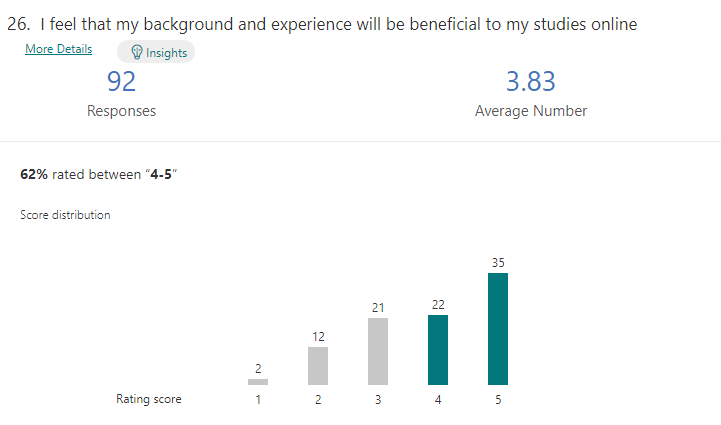 26. I feel that my background and experience will be beneficial to my studies online
More Details
Insights
92
3.83
Responses
Average Number
62% rated between "4-5"
Score distribution
35
22
21
12
2
Rating score
1 2 3 4 5